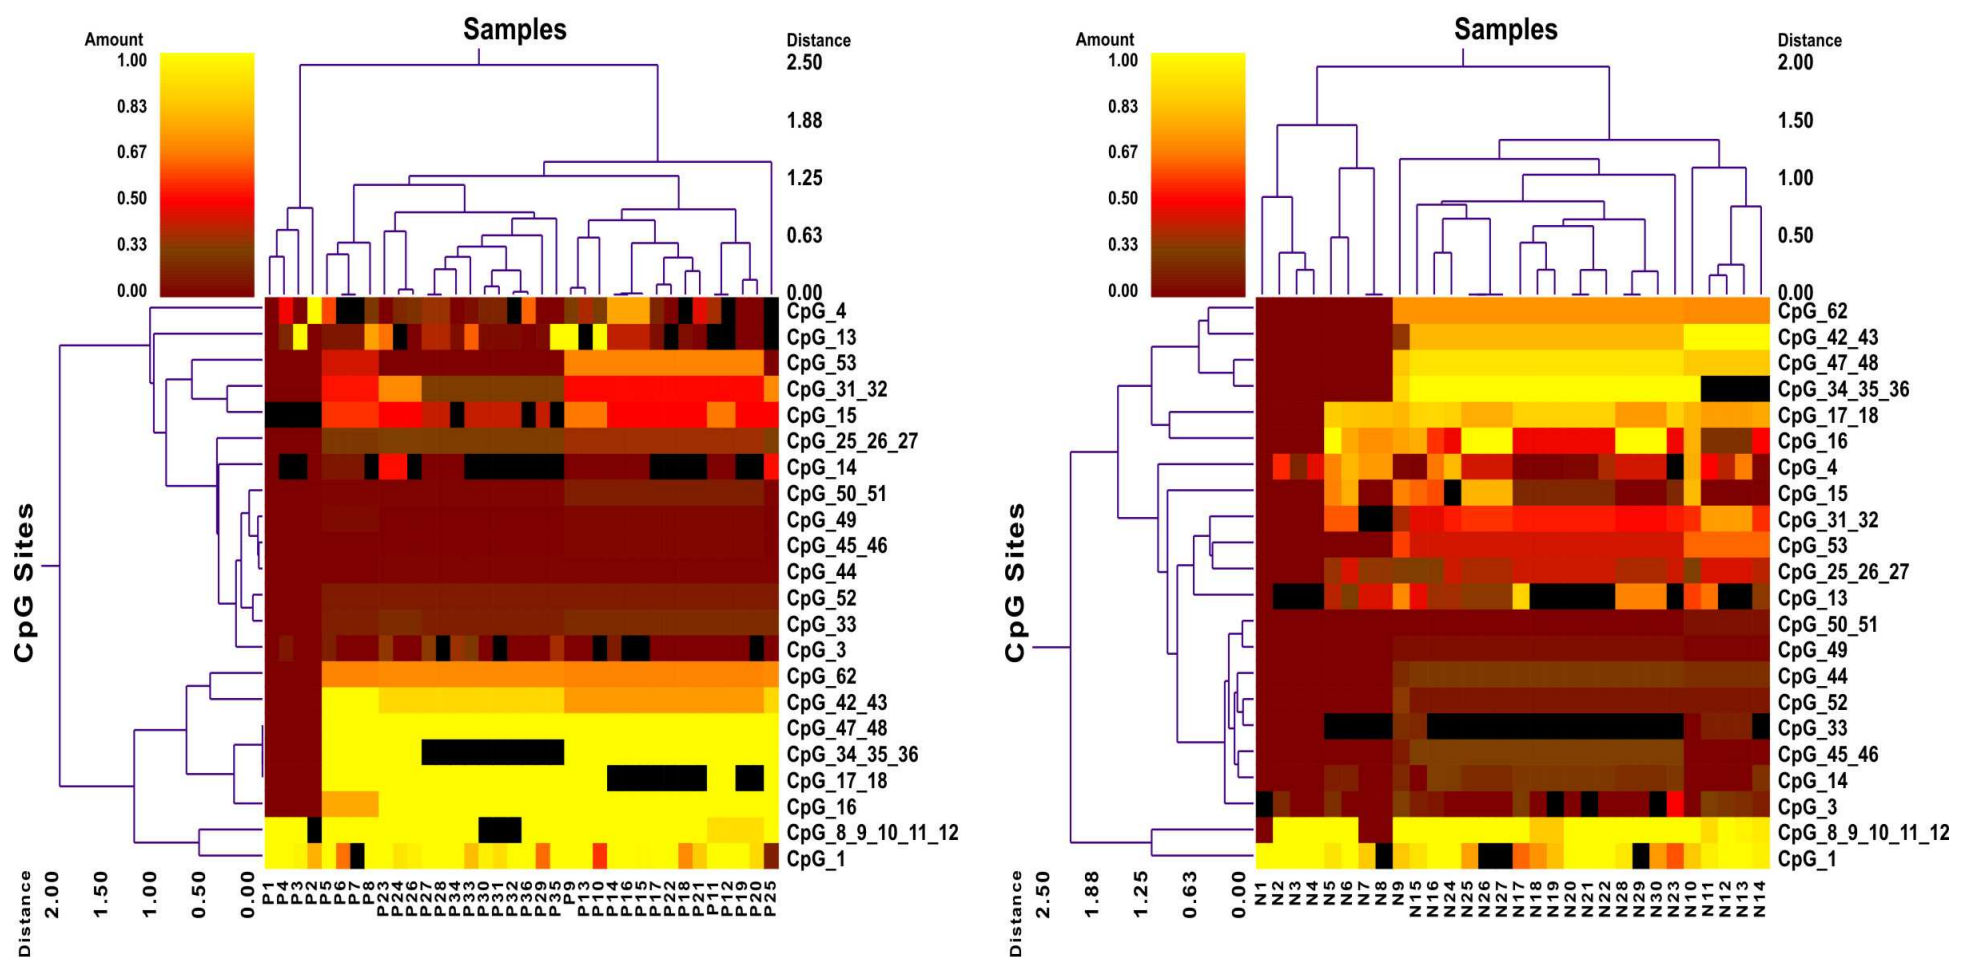 Samples
Amount
1.00
0.83
0.67
0.50
0.33
0.00
Distance
2.50
1.88
1.25
0.63
0.00
CpG_4
CpG_13
CpG_53
CpG_31_32
CpG_15
CpG_25_26_27
CpG_14
CpG_50_51
CpG_49
CpG_45_46
CpG_44
CpG_52
CpG_33
CpG_3
CpG_62
CpG_42_43
CpG_47_48
CpG_34_35_36
CpG_17_18
CpG_16
CpG_8_9_10_11_12
CpG_1
CpG Sites
Distance
2.00
1.50
1.00
0.50
0.00
P1 P4 P3 P2 P5 P6 P7 P8 P23 P24 P26 P27 P28 P34 P33 P30 P31 P32 P36 P29 P35 P9 P13 P10 P14 P16 P15 P17 P22 P18 P21 P11 P12 P19 P20 P25
Samples
Amount
1.00
0.83
0.67
0.50
0.33
0.00
Distance
2.00
1.50
1.00
0.50
0.00
CpG_62
CpG_42_43
CpG_47_48
CpG_34_35_36
CpG_17_18
CpG_16
CpG_4
CpG_15
CpG_31_32
CpG_53
CpG_25_26_27
CpG_13
CpG_50_51
CpG_49
CpG_44
CpG_52
CpG_33
CpG_45_46
CpG_14
CpG_3
CpG_8_9_10_11_12
CpG_1
CpG Sites
Distance
2.50
1.88
1.25
0.63
0.00
N1 N2 N3 N4 N5 N6 N7 N8 N9 N15 N16 N24 N25 N26 N27 N17 N18 N19 N20 N21 N22 N28 N29 N30 N23 N10 N11 N12 N13 N14